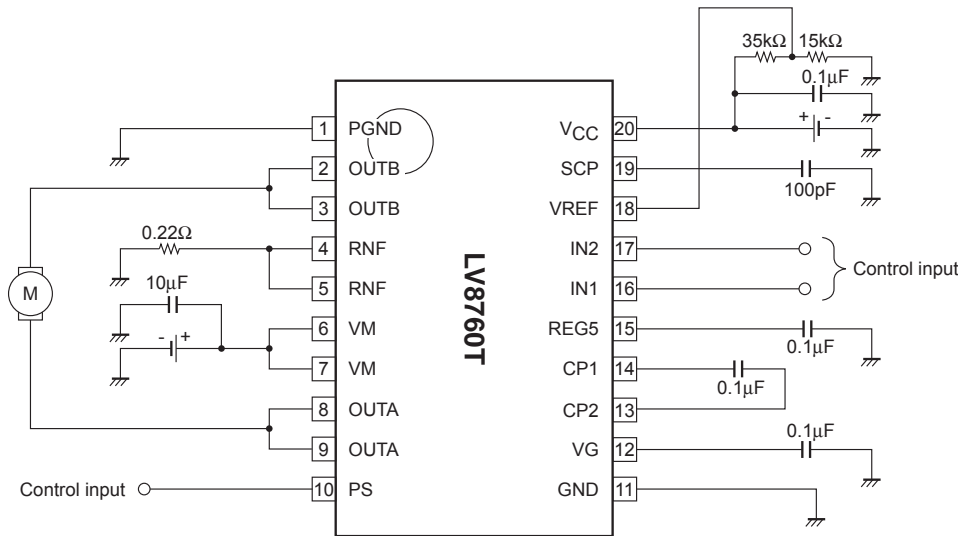 35kΩ 15kΩ
0.1μF
+ -
1 PGND
2 OUTB
3 OUTB
0.22Ω
4 RNF
10μF
5 RNF
M
- +
6 VM
7 VM
8 OUTA
9 OUTA
Control input
10 PS
LV8760T
VCC 20
SCP 19
100pF
VREF 18
IN2 17
Control input
IN1 16
REG5 15
0.1μF
CP1 14
0.1μF
CP2 13
0.1μF
VG 12
GND 11